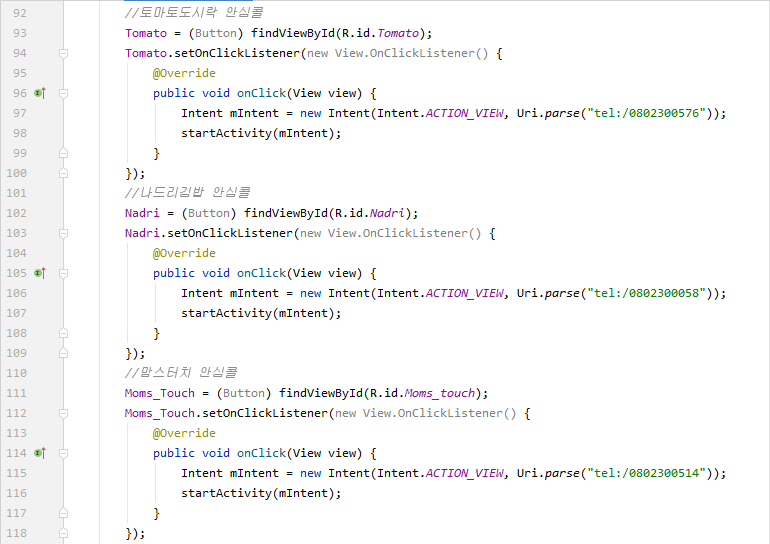 92 //토마토도시락 안심콜
93 Tomato = (Button) findViewById(R.id.Tomato);
94 Tomato.setOnClickListener(new View.OnClickListener() {
95 @Override
96 public void onClick(View view) {
97 Intent mIntent = new Intent(Intent.ACTION_VIEW, Uri.parse("tel:/0802300576"));
98 startActivity(mIntent);
99 }
100 });
101 //나드리김밥 안심콜
102 Nadri = (Button) findViewById(R.id.Nadri);
103 Nadri.setOnClickListener(new View.OnClickListener() {
104 @Override
105 public void onClick(View view) {
106 Intent mIntent = new Intent(Intent.ACTION_VIEW, Uri.parse("tel:/0802300058"));
107 startActivity(mIntent);
108 }
109 });
110 //맘스터치 안심콜
111 Moms_Touch = (Button) findViewById(R.id.Moms_touch);
112 Moms_Touch.setOnClickListener(new View.OnClickListener() {
113 @Override
114 public void onClick(View view) {
115 Intent mIntent = new Intent(Intent.ACTION_VIEW, Uri.parse("tel:/0802300514"));
116 startActivity(mIntent);
117 }
118 });